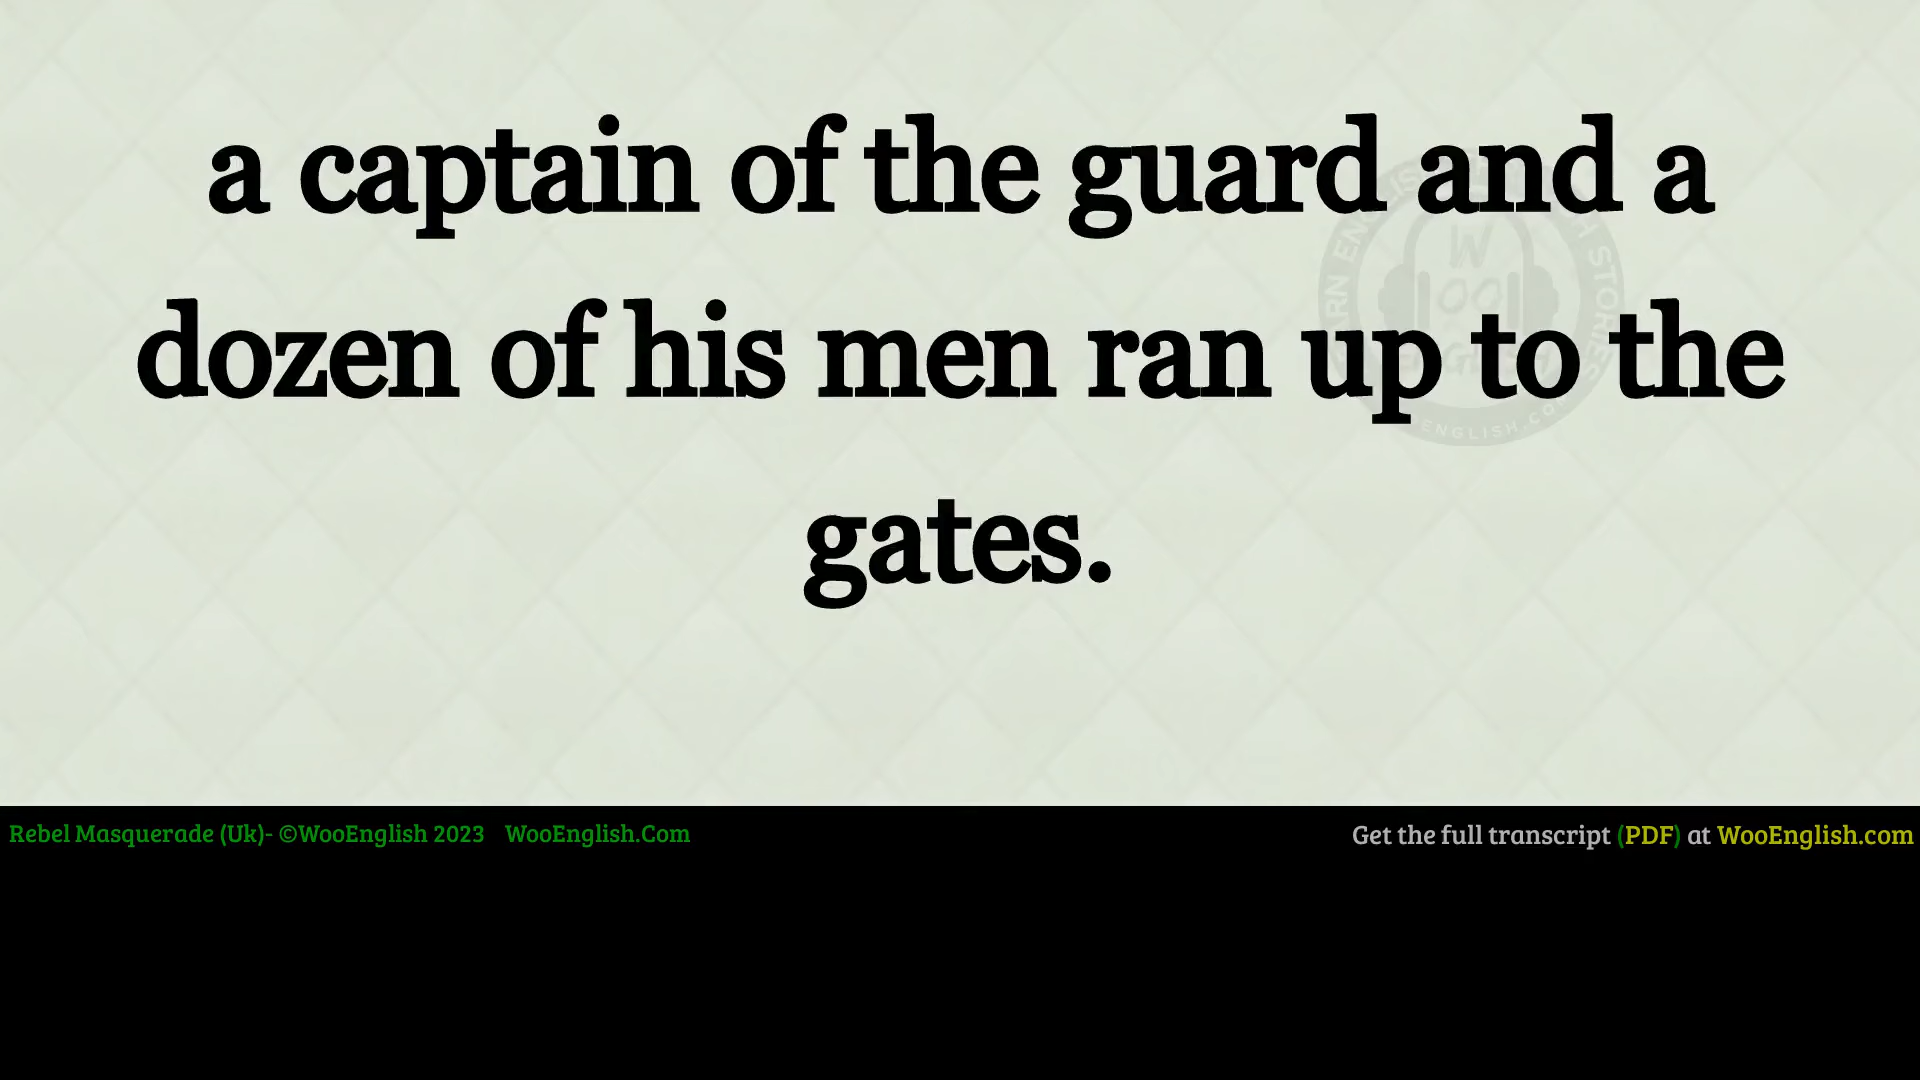 a captain of the guard and a
dozen of his men ran up to the
gates.
Rebel Masquerade (Uk)- ©WooEnglish 2023 WooEnglish.Com
Get the full transcript (PDF) at WooEnglish.com